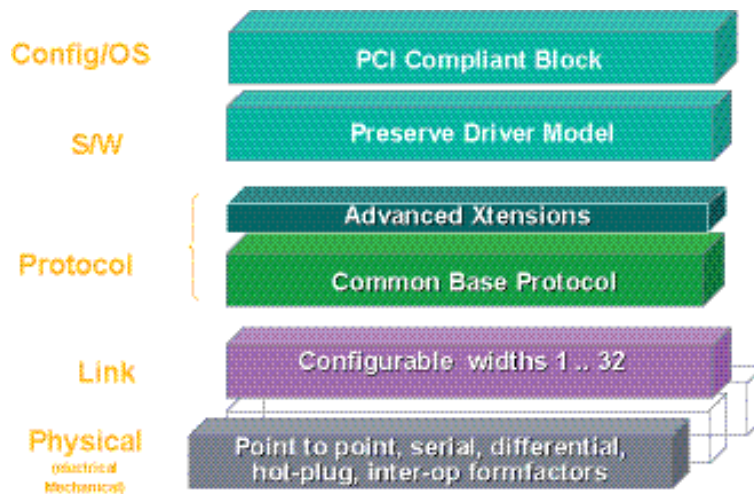 Config/OS
PCI Compliant Block
S/W
Preserve Driver Model
Advanced Xtensions
Protocol
Common Base Protocol
Link
Configurable widths 1 .. 32
Physical
Point to point, serial, differential,
hot-plug, inter-op formfactors
Mechanical)